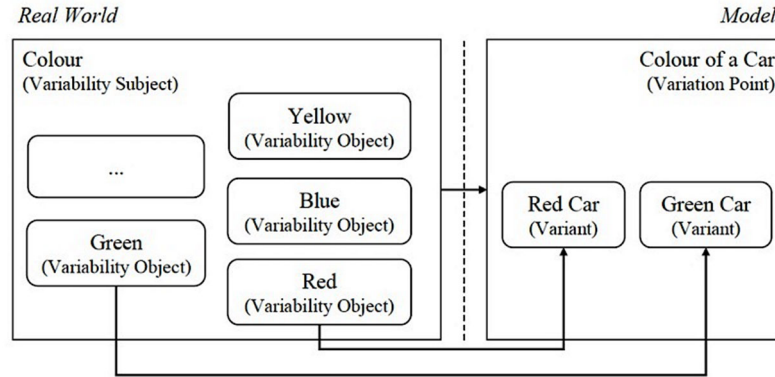 Real World
Model
Colour
(Variability Subject)
Colour of a Car
(Variation Point)
Yellow
(Variability Object)
...
Blue
(Variability Object)
Red Car
(Variant)
Green Car
(Variant)
Green
(Variability Object)
Red
(Variability Object)